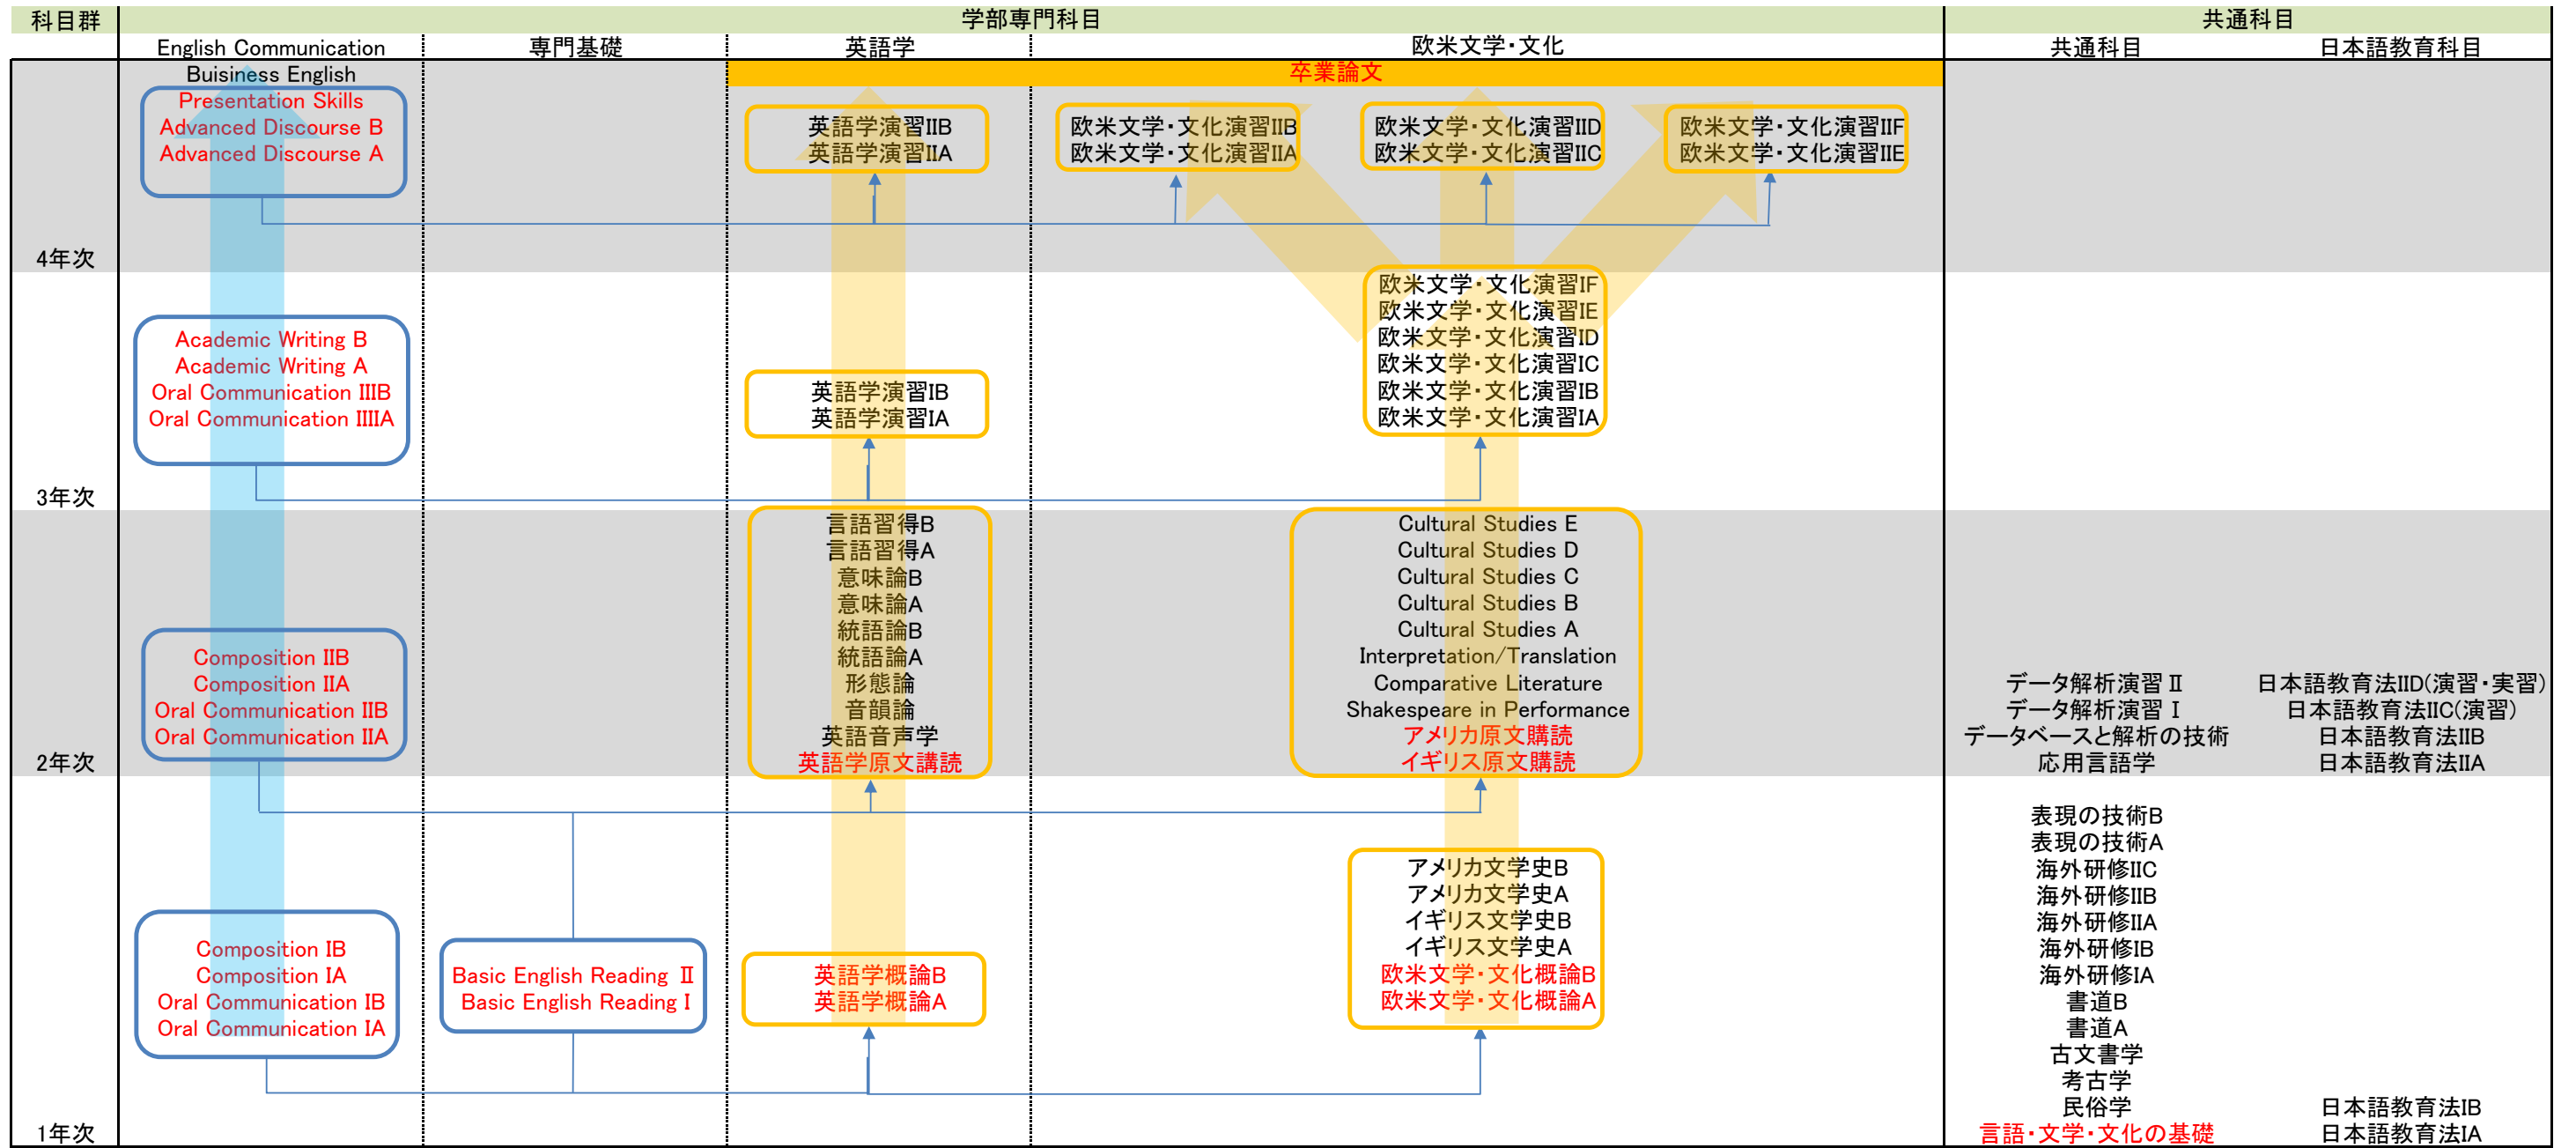 科目群
学部専門科目
共通科目
English Communication
専門基礎
英語学
欧米文学・文化
共通科目
日本語教育科目
Buisiness English
卒業論文
Presentation Skills
Advanced Discourse B
Advanced Discourse A
英語学演習IIB
英語学演習IIA
欧米文学・文化演習IIB
欧米文学・文化演習IIA
欧米文学・文化演習IID
欧米文学・文化演習IIC
欧米文学・文化演習IIF
欧米文学・文化演習IIE
4年次
Academic Writing B
Academic Writing A
Oral Communication IIIB
Oral Communication IIIIA
英語学演習IB
英語学演習IA
欧米文学・文化演習IF
欧米文学・文化演習IE
欧米文学・文化演習ID
欧米文学・文化演習IC
欧米文学・文化演習IB
欧米文学・文化演習IA
3年次
Composition IIB
Composition IIA
Oral Communication IIB
Oral Communication IIA
言語習得B
言語習得A
意味論B
意味論A
統語論B
統語論A
形態論
音韻論
英語音声学
英語学原文講読
Cultural Studies E
Cultural Studies D
Cultural Studies C
Cultural Studies B
Cultural Studies A
Interpretation/Translation
Comparative Literature
Shakespeare in Performance
アメリカ原文購読
イギリス原文購読
データ解析演習Ⅱ
データ解析演習Ⅰ
データベースと解析の技術
応用言語学
日本語教育法IID(演習・実習)
日本語教育法IIC(演習)
日本語教育法IIB
日本語教育法IIA
2年次
Composition IB
Composition IA
Oral Communication IB
Oral Communication IA
Basic English Reading Ⅱ
Basic English Reading I
英語学概論B
英語学概論A
アメリカ文学史B
アメリカ文学史A
イギリス文学史B
イギリス文学史A
欧米文学・文化概論B
欧米文学・文化概論A
表現の技術B
表現の技術A
海外研修IIC
海外研修IIB
海外研修IIA
海外研修IB
海外研修IA
書道B
書道A
古文書学
考古学
民俗学
言語・文学・文化の基礎
日本語教育法IB
日本語教育法IA
1年次